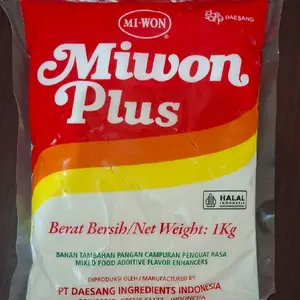 MI-WON
DAESANG
Miwon
Plus
HALAL
INDONESIA
Berat Bersih/Net Weight: 1Kg
BAHAN TAMBAHAN PANGAN CAMPURAN PENGUAT RASA
MIXED FOOD ADDITIVE FLAVOR ENHANCERS
DIPRODUKSI OLEH/MANUFACTURED BY
PT DAESANG INGREDIENTS INDONESIA